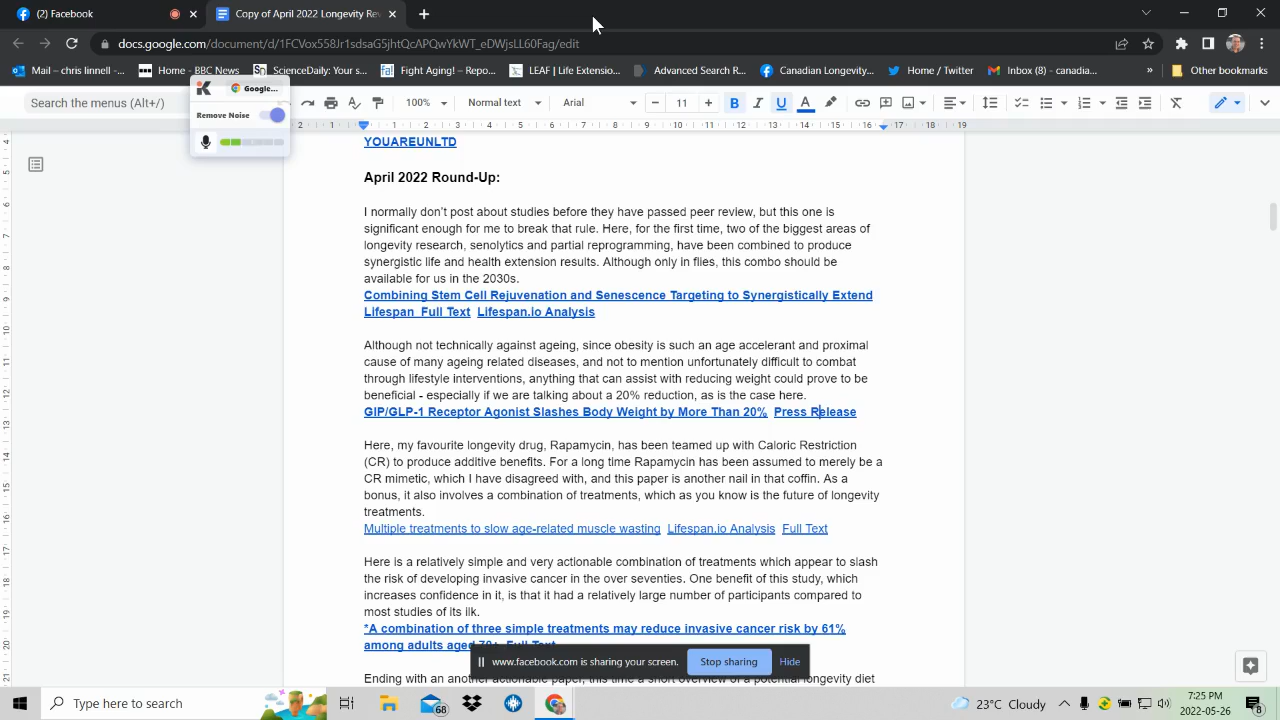 (2) Facebook
April 2022 Longevity Rev
docs.google.com/document/d/1FCVox558Jr1sdsaG5jhtQcAPQwYkWT_eDWjsLL60Fag/edit
Mail – chris linnell –...
Home - BBC News
ScienceDaily: Your s...
Fight Aging! – Repo...
LEAF | Life Extensio...
Advanced Search R...
Canadian Longevity...
(7) Home / Twitter
Inbox (8) - canadia...
»
Other bookmarks
Google...
Remove Noise
Search the menus (Alt+/)
100%
Normal text
Arial
11
YOUAREUNLTD
April 2022 Round-Up:
I normally don't post about studies before they have passed peer review, but this one is
significant enough for me to break that rule. Here, for the first time, two of the biggest areas of
longevity research, senolytics and partial reprogramming, have been combined to produce
synergistic life and health extension results. Although only in flies, this combo should be
available for us in the 2030s.
Combining Stem Cell Rejuvenation and Senescence Targeting to Synergistically Extend
Lifespan Full Text Lifespan.io Analysis
Although not technically against ageing, since obesity is such an age accelerant and proximal
cause of many ageing related diseases, and not to mention unfortunately difficult to combat
through lifestyle interventions, anything that can assist with reducing weight could prove to be
beneficial - especially if we are talking about a 20% reduction, as is the case here.
GIP/GLP-1 Receptor Agonist Slashes Body Weight by More Than 20% Press Release
Here, my favourite longevity drug, Rapamycin, has been teamed up with Caloric Restriction
(CR) to produce additive benefits. For a long time Rapamycin has been assumed to merely be a
CR mimetic, which I have disagreed with, and this paper is another nail in that coffin. As a
bonus, it also involves a combination of treatments, which as you know is the future of longevity
treatments.
Multiple treatments to slow age-related muscle wasting Lifespan.io Analysis Full Text
Here is a relatively simple and very actionable combination of treatments which appear to slash
the risk of developing invasive cancer in the over seventies. One benefit of this study, which
increases confidence in it, is that it had a relatively large number of participants compared to
most studies of its ilk.
*A combination of three simple treatments may reduce invasive cancer risk by 61%
among adults aged 70+ Full Text
www.facebook.com is sharing your screen.
Stop sharing
Hide
Ending with an another actionable paper, this time a short overview of a potential longevity diet
Type here to search
68
23°C Cloudy
7:25 PM
2022-05-26
8